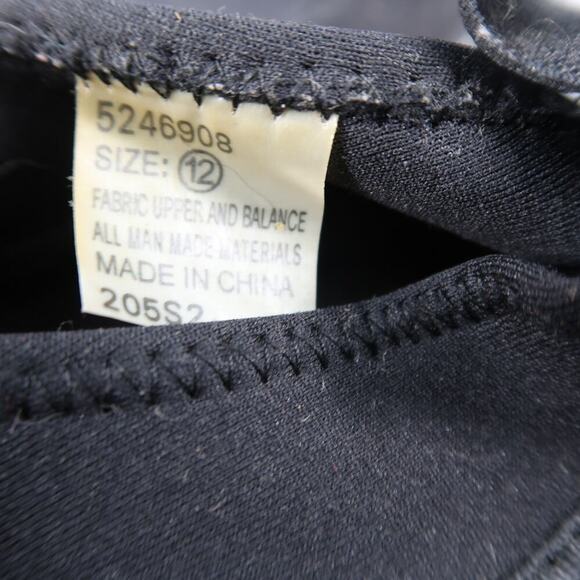 5246908
SIZE: 12
FABRIC UPPER AND BALANCE
ALL MAN MADE MATERIALS
MADE IN CHINA
205S2